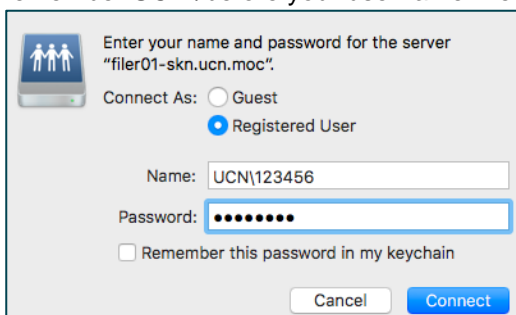 Enter your name and password for the server
“filer01-skn.ucn.moc”.
Connect As: Guest
Registered User
Name: UCN\123456
Password: ••••••••
Remember this password in my keychain
Cancel Connect